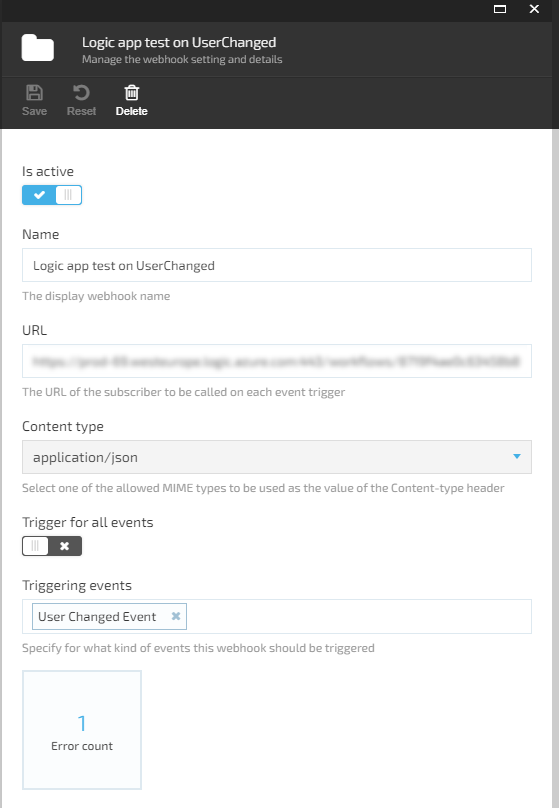 Logic app test on UserChanged
Manage the webhook setting and details
Save Reset Delete
Is active
Name
Logic app test on UserChanged
The display webhook name
URL
The URL of the subscriber to be called on each event trigger
Content type
application/json
Select one of the allowed MIME types to be used as the value of the Content-type header
Trigger for all events
Triggering events
User Changed Event
Specify for what kind of events this webhook should be triggered
1
Error count